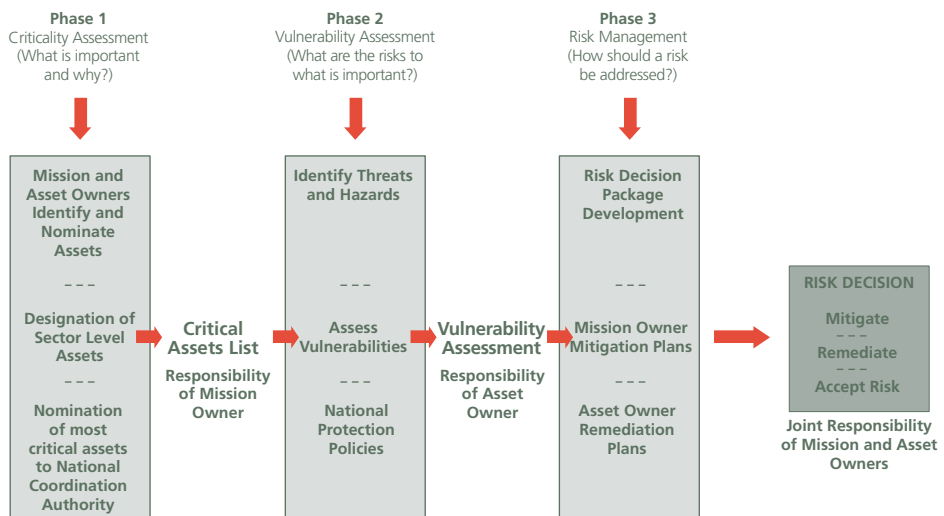 Phase 1
Criticality Assessment
(What is important
and why?)
Phase 2
Vulnerability Assessment
(What are the risks to
what is important?)
Phase 3
Risk Management
(How should a risk
be addressed?)
Mission and
Asset Owners
Identify and
Nominate
Assets
– – –
Designation of
Sector Level
Assets
– – –
Nomination
of most
critical assets
to National
Coordination
Authority
Critical
Assets List
Responsibility
of Mission
Owner
Identify Threats
and Hazards
– – –
Assess
Vulnerabilities
– – –
National
Protection
Policies
Vulnerability
Assessment
Responsibility
of Asset
Owner
Risk Decision
Package
Development
– – –
Mission Owner
Mitigation Plans
– – –
Asset Owner
Remediation
Plans
RISK DECISION
Mitigate
– – –
Remediate
– – –
Accept Risk
Joint Responsibility
of Mission and Asset
Owners